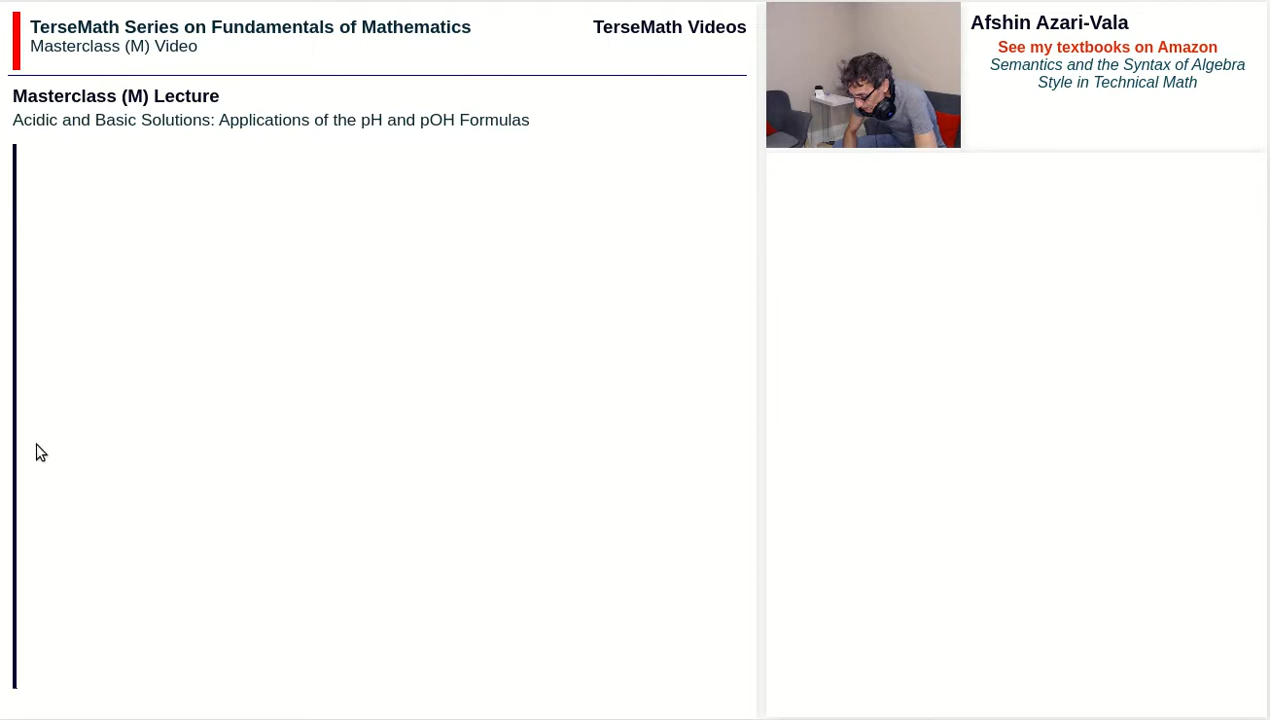 TerseMath Series on Fundamentals of Mathematics
Masterclass (M) Video
TerseMath Videos
Masterclass (M) Lecture
Acidic and Basic Solutions: Applications of the pH and pOH Formulas
Afshin Azari-Vala
See my textbooks on Amazon
Semantics and the Syntax of Algebra
Style in Technical Math